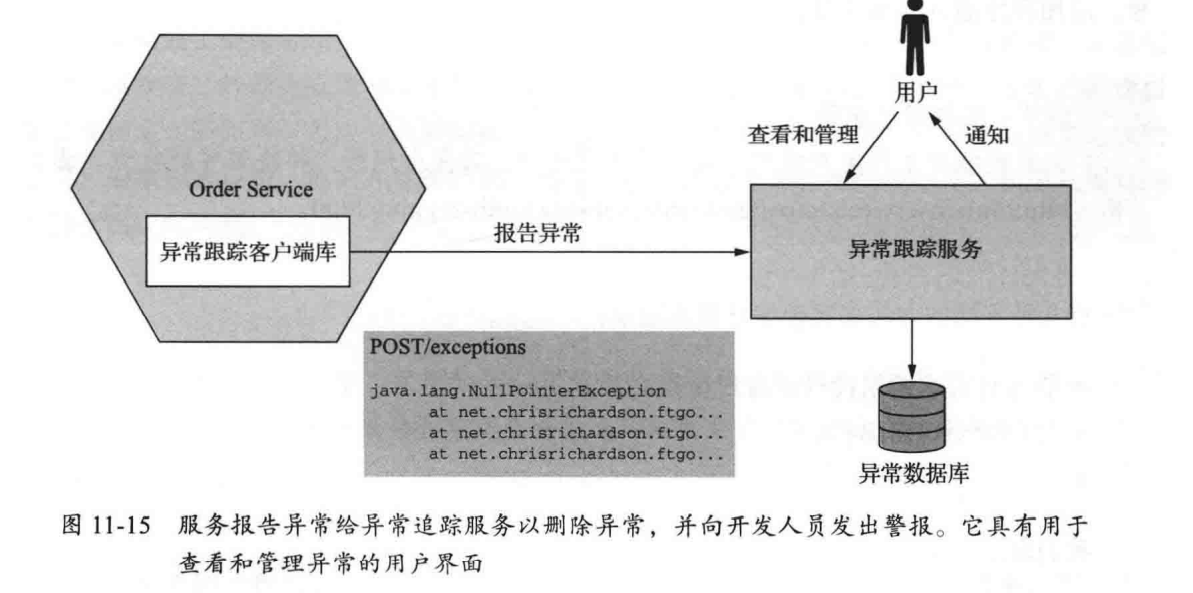 用户
查看和管理
通知
Order Service
异常跟踪客户端库
报告异常
异常跟踪服务
POST/exceptions
java.lang.NullPointerException
at net.chrisrichardson.ftgo...
at net.chrisrichardson.ftgo...
at net.chrisrichardson.ftgo...
异常数据库
图 11-15 服务报告异常给异常追踪服务以删除异常，并向开发人员发出警报。它具有用于
查看和管理异常的用户界面